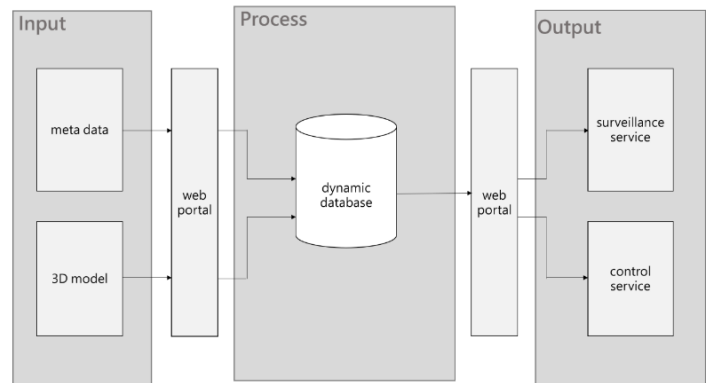 Input
Process
Output
meta data
3D model
web
portal
dynamic
database
web
portal
surveillance
service
control
service